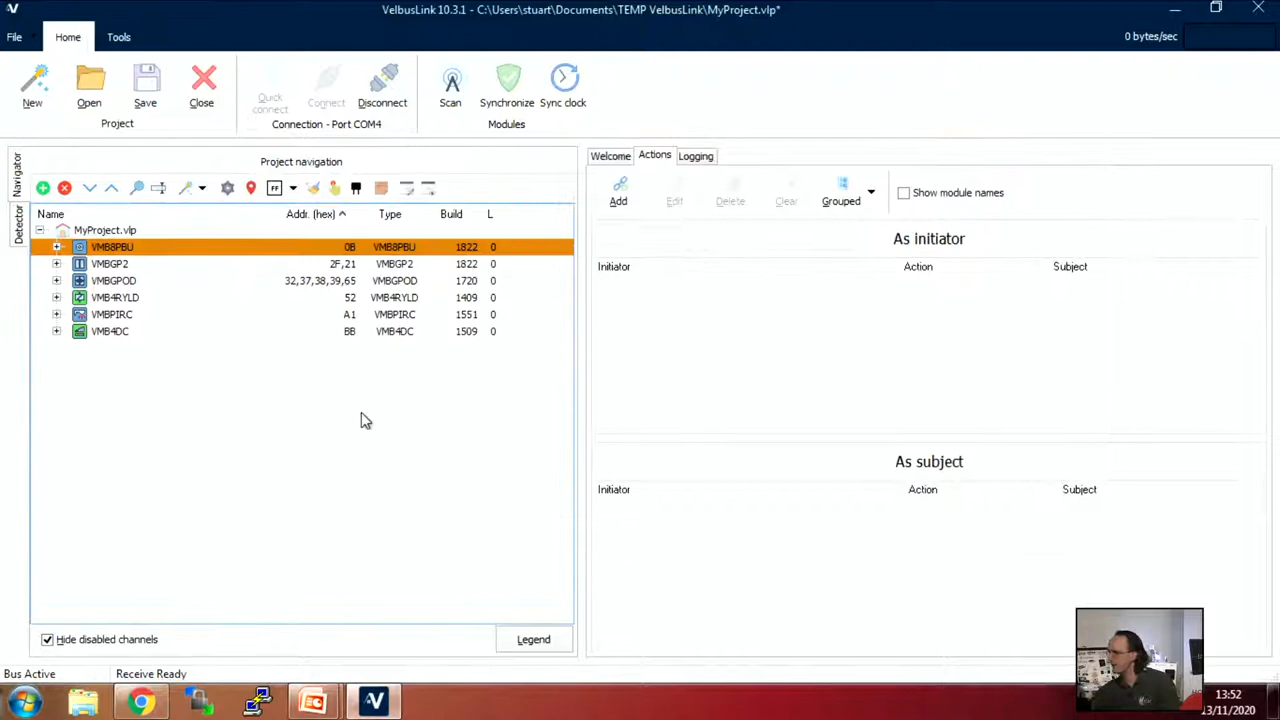 VelbusLink 10.3.1 - C:\Users\stuart\Documents\TEMP VelbusLink\MyProject.vlp*
File Home Tools 0 bytes/sec
New Open Save Close Quick connect Connect Disconnect Scan Synchronize Sync clock
Project Connection - Port COM4 Modules
Navigator
Detector
Project navigation
FF
Name Addr. (hex) Type Build L
MyProject.vlp
VMB8PBU 0B VMB8PBU 1822 0
VMBGP2 2F,21 VMBGP2 1822 0
VMBGPOD 32,37,38,39,65 VMBGPOD 1720 0
VMB4RYLD 52 VMB4RYLD 1409 0
VMBPIRC A1 VMBPIRC 1551 0
VMB4DC BB VMB4DC 1509 0
Hide disabled channels Legend
Welcome Actions Logging
Add Edit Delete Clear Grouped Show module names
As initiator
Initiator Action Subject
As subject
Initiator Action Subject
Bus Active Receive Ready
13:52
13/11/2020